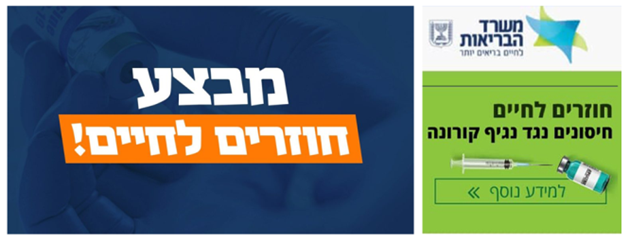 מבצע
חוזרים לחיים!
משרד
הבריאות
לחיים בריאים יותר
חוזרים לחיים
חיסונים נגד נגיף קורונה
למידע נוסף »